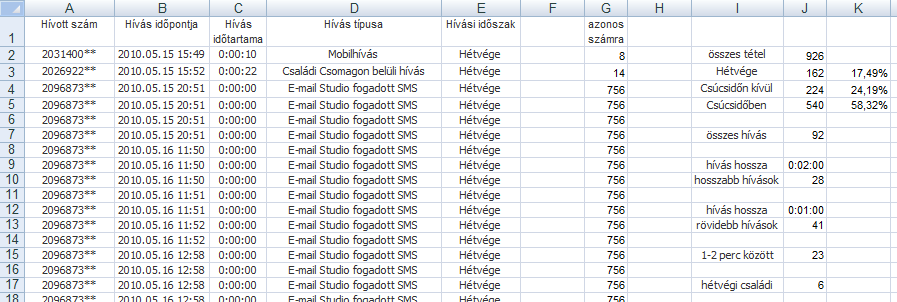 A B C D E F G H I J K
1 Hívott szám Hívás időpontja Hívás időtartama Hívás típusa Hívási időszak azonos számra
2 2031400** 2010.05.15 15:49 0:00:10 Mobilhívás Hétvége 8 összes tétel 926
3 2026922** 2010.05.15 15:52 0:00:22 Családi Csomagon belüli hívás Hétvége 14 Hétvége 162 17,49%
4 2096873** 2010.05.15 20:51 0:00:00 E-mail Studio fogadott SMS Hétvége 756 Csúcsidőn kívül 224 24,19%
5 2096873** 2010.05.15 20:51 0:00:00 E-mail Studio fogadott SMS Hétvége 756 Csúcsidőben 540 58,32%
6 2096873** 2010.05.15 20:51 0:00:00 E-mail Studio fogadott SMS Hétvége 756
7 2096873** 2010.05.15 20:51 0:00:00 E-mail Studio fogadott SMS Hétvége 756 összes hívás 92
8 2096873** 2010.05.16 11:50 0:00:00 E-mail Studio fogadott SMS Hétvége 756
9 2096873** 2010.05.16 11:50 0:00:00 E-mail Studio fogadott SMS Hétvége 756 hívás hossza 0:02:00
10 2096873** 2010.05.16 11:50 0:00:00 E-mail Studio fogadott SMS Hétvége 756 hosszabb hívások 28
11 2096873** 2010.05.16 11:51 0:00:00 E-mail Studio fogadott SMS Hétvége 756
12 2096873** 2010.05.16 11:51 0:00:00 E-mail Studio fogadott SMS Hétvége 756 hívás hossza 0:01:00
13 2096873** 2010.05.16 11:52 0:00:00 E-mail Studio fogadott SMS Hétvége 756 rövidebb hívások 41
14 2096873** 2010.05.16 11:52 0:00:00 E-mail Studio fogadott SMS Hétvége 756
15 2096873** 2010.05.16 12:58 0:00:00 E-mail Studio fogadott SMS Hétvége 756 1-2 perc között 23
16 2096873** 2010.05.16 12:58 0:00:00 E-mail Studio fogadott SMS Hétvége 756
17 2096873** 2010.05.16 12:58 0:00:00 E-mail Studio fogadott SMS Hétvége 756 hétvégi családi 6
18 2096873** 2010.05.16 12:58 0:00:00 E-mail Studio fogadott SMS Hétvége 756